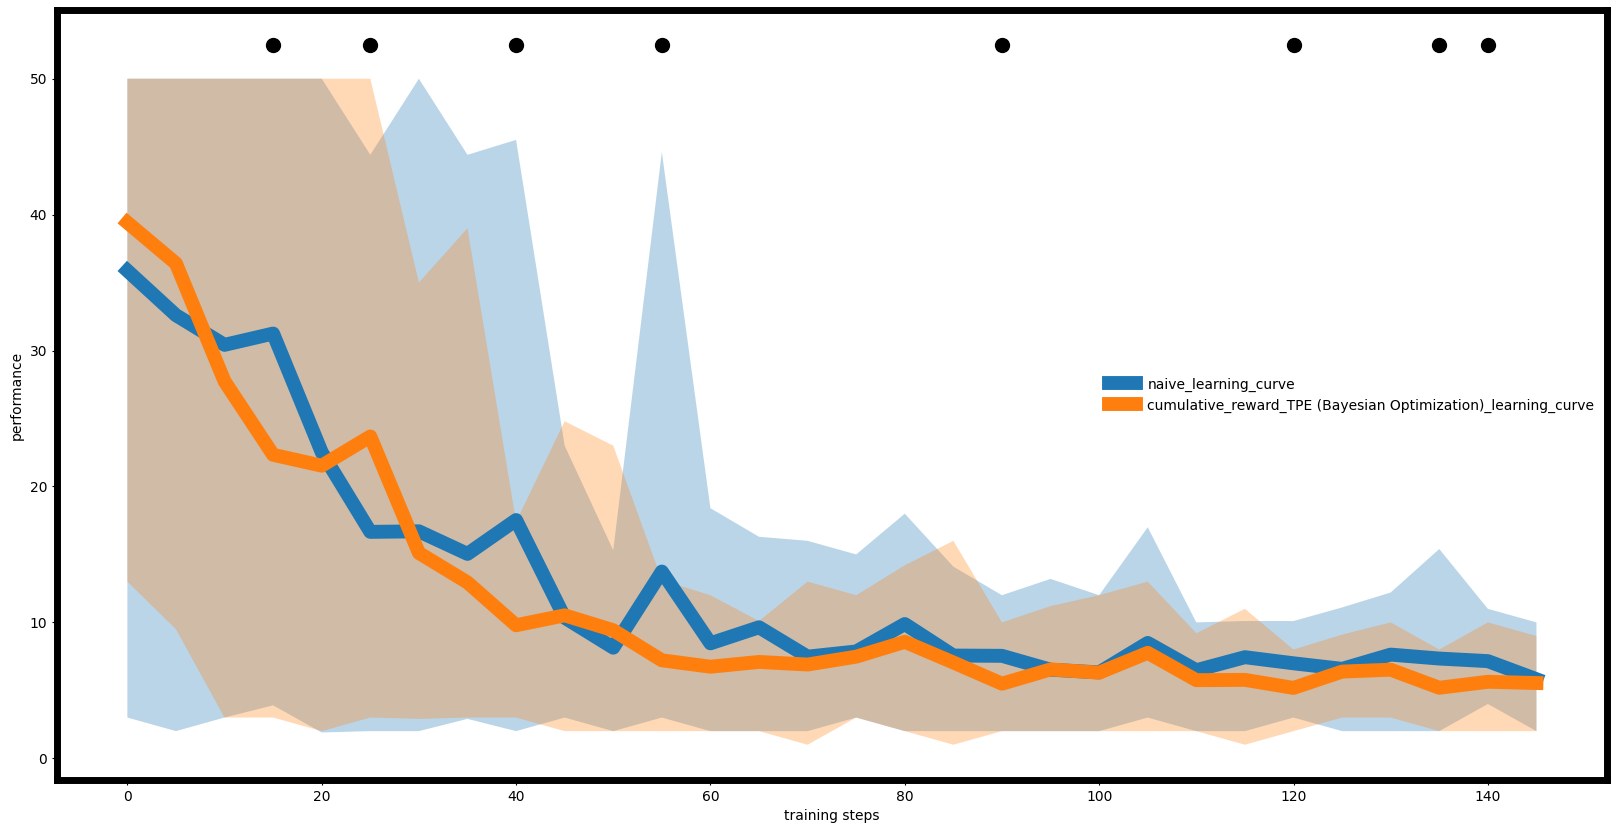 50
40
30
20
10
0
performance
naive_learning_curve
cumulative_reward_TPE (Bayesian Optimization)_learning_curve
0 20 40 60 80 100 120 140
training steps